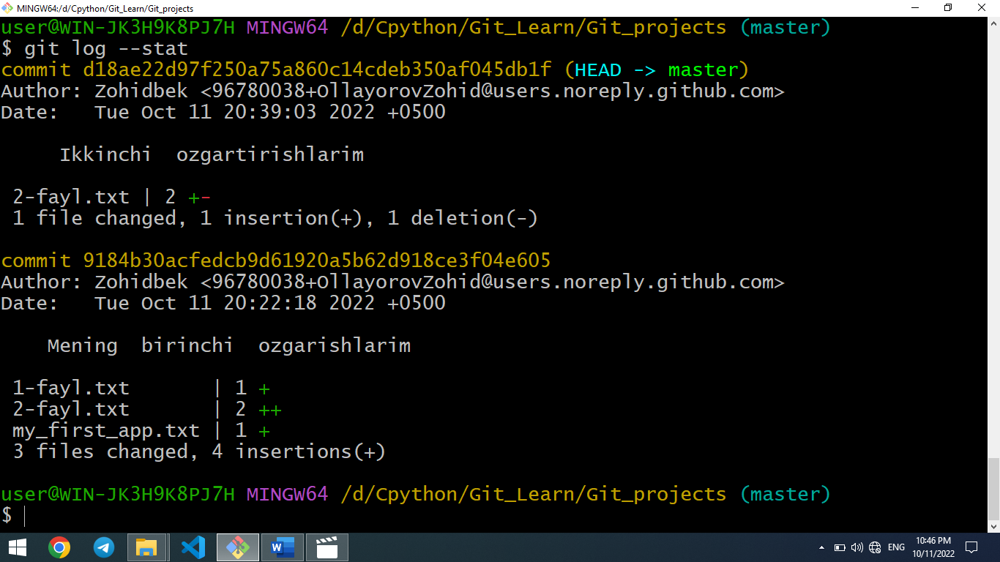 MINGW64:/d/Cpython/Git_Learn/Git_projects
user@WIN-JK3H9K8PJ7H MINGW64 /d/Cpython/Git_Learn/Git_projects (master)
$ git log --stat
commit d18ae22d97f250a75a860c14cdeb350af045db1f (HEAD -> master)
Author: Zohidbek <96780038+OllayorovZohid@users.noreply.github.com>
Date:   Tue Oct 11 20:39:03 2022 +0500
Ikkinchi  ozgartirishlarim
2-fayl.txt | 2 +-
1 file changed, 1 insertion(+), 1 deletion(-)
commit 9184b30acfedcb9d61920a5b62d918ce3f04e605
Author: Zohidbek <96780038+OllayorovZohid@users.noreply.github.com>
Date:   Tue Oct 11 20:22:18 2022 +0500
Mening  birinchi  ozgarishlarim
1-fayl.txt       | 1 +
2-fayl.txt       | 2 ++
my_first_app.txt | 1 +
3 files changed, 4 insertions(+)
user@WIN-JK3H9K8PJ7H MINGW64 /d/Cpython/Git_Learn/Git_projects (master)
$
W
ENG
10:46 PM
10/11/2022